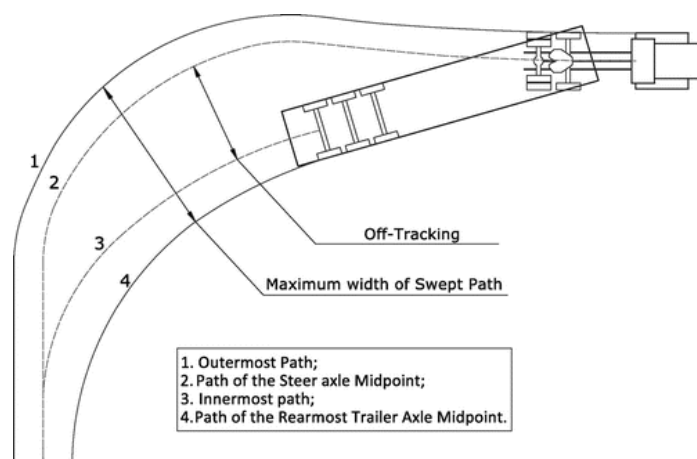 1
2
3
4
Off-Tracking
Maximum width of Swept Path
1. Outermost Path;
2. Path of the Steer axle Midpoint;
3. Innermost path;
4. Path of the Rearmost Trailer Axle Midpoint.